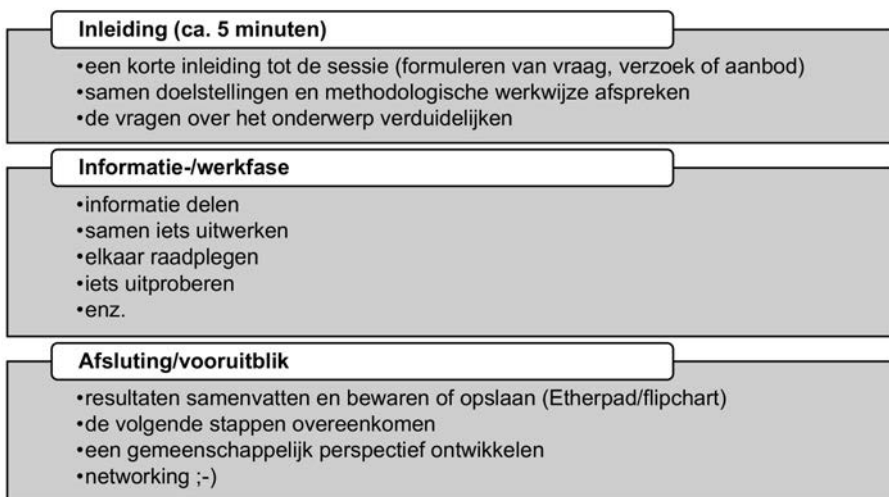 Inleiding (ca. 5 minuten)
•een korte inleiding tot de sessie (formuleren van vraag, verzoek of aanbod)
•samen doelstellingen en methodologische werkwijze afspreken
•de vragen over het onderwerp verduidelijken
Informatie-/werkfase
•informatie delen
•samen iets uitwerken
•elkaar raadplegen
•iets uitproberen
•enz.
Afsluting/vooruitblik
•resultaten samenvatten en bewaren of opslaan (Etherpad/flipchart)
•de volgende stappen overeenkomen
•een gemeenschappelijk perspectief ontwikkelen
•networking ;-)